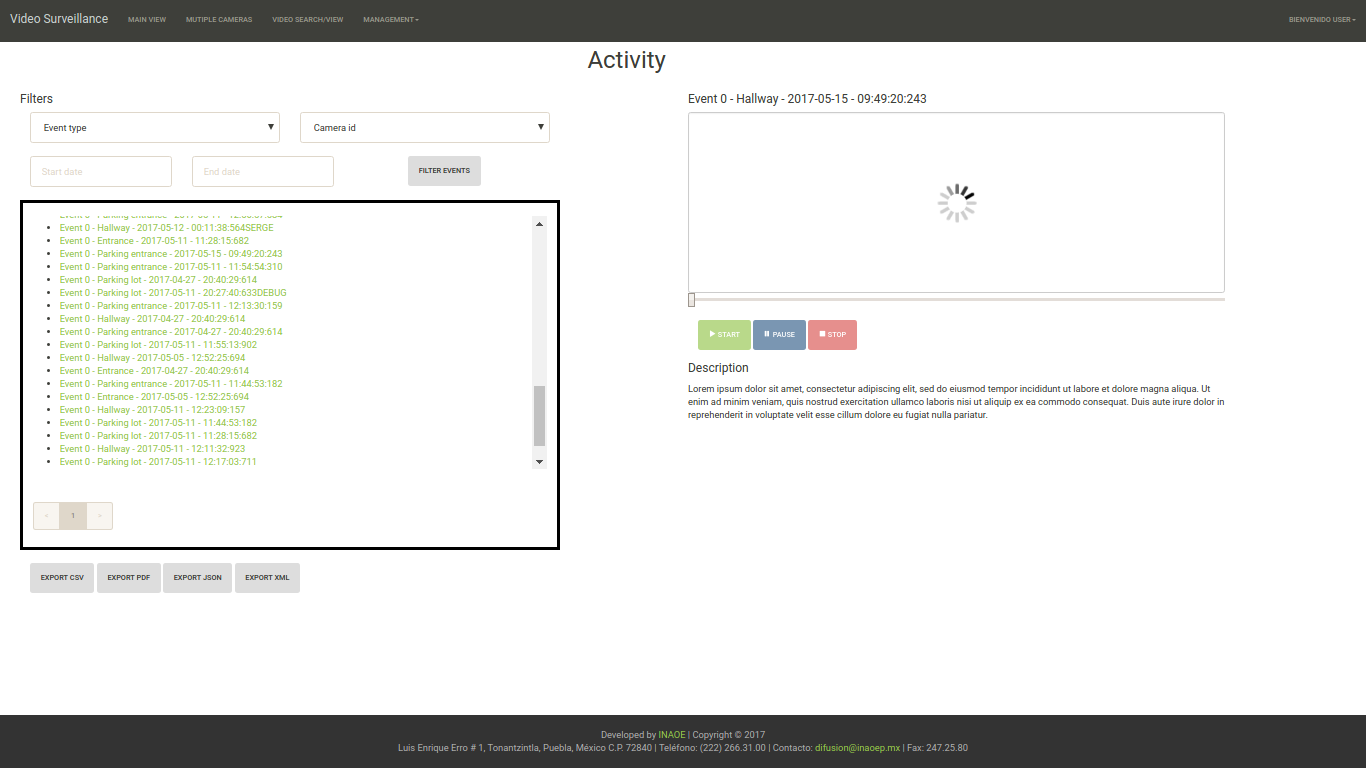 Video Surveillance MAIN VIEW MUTIPLE CAMERAS VIDEO SEARCH/VIEW MANAGEMENT BIENVENIDO USER
Activity
Filters
Event type Camera id
Start date End date FILTER EVENTS
Event 0 - Hallway - 2017-05-12 - 00:11:38:564SERGE
Event 0 - Entrance - 2017-05-11 - 11:28:15:682
Event 0 - Parking entrance - 2017-05-15 - 09:49:20:243
Event 0 - Parking entrance - 2017-05-11 - 11:54:54:310
Event 0 - Parking lot - 2017-04-27 - 20:40:29:614
Event 0 - Parking lot - 2017-05-11 - 20:27:40:633DEBUG
Event 0 - Parking entrance - 2017-05-11 - 12:13:30:159
Event 0 - Hallway - 2017-04-27 - 20:40:29:614
Event 0 - Parking entrance - 2017-04-27 - 20:40:29:614
Event 0 - Parking lot - 2017-05-11 - 11:55:13:902
Event 0 - Hallway - 2017-05-05 - 12:52:25:694
Event 0 - Entrance - 2017-04-27 - 20:40:29:614
Event 0 - Parking entrance - 2017-05-11 - 11:44:53:182
Event 0 - Entrance - 2017-05-05 - 12:52:25:694
Event 0 - Hallway - 2017-05-11 - 12:23:09:157
Event 0 - Parking lot - 2017-05-11 - 11:44:53:182
Event 0 - Parking lot - 2017-05-11 - 11:28:15:682
Event 0 - Hallway - 2017-05-11 - 12:11:32:923
Event 0 - Parking lot - 2017-05-11 - 12:17:03:711
1
EXPORT CSV EXPORT PDF EXPORT JSON EXPORT XML
Event 0 - Hallway - 2017-05-15 - 09:49:20:243
START PAUSE STOP
Description
Lorem ipsum dolor sit amet, consectetur adipiscing elit, sed do eiusmod tempor incididunt ut labore et dolore magna aliqua. Ut
enim ad minim veniam, quis nostrud exercitation ullamco laboris nisi ut aliquip ex ea commodo consequat. Duis aute irure dolor in
reprehenderit in voluptate velit esse cillum dolore eu fugiat nulla pariatur.
Developed by INAOE | Copyright © 2017
Luis Enrique Erro # 1, Tonantzintla, Puebla, México C.P. 72840 | Teléfono: (222) 266.31.00 | Contacto: difusion@inaoep.mx | Fax: 247.25.80